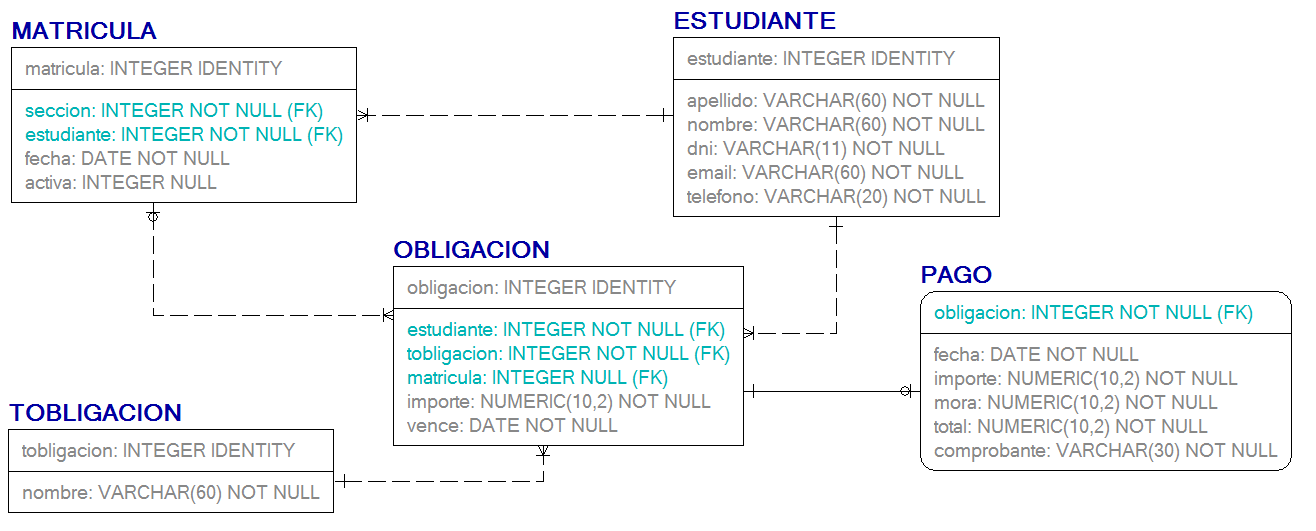 MATRICULA
matricula: INTEGER IDENTITY
seccion: INTEGER NOT NULL (FK)
estudiante: INTEGER NOT NULL (FK)
fecha: DATE NOT NULL
activa: INTEGER NULL
ESTUDIANTE
estudiante: INTEGER IDENTITY
apellido: VARCHAR(60) NOT NULL
nombre: VARCHAR(60) NOT NULL
dni: VARCHAR(11) NOT NULL
email: VARCHAR(60) NOT NULL
telefono: VARCHAR(20) NOT NULL
OBLIGACION
obligacion: INTEGER IDENTITY
estudiante: INTEGER NOT NULL (FK)
tobligacion: INTEGER NOT NULL (FK)
matricula: INTEGER NULL (FK)
importe: NUMERIC(10,2) NOT NULL
vence: DATE NOT NULL
PAGO
obligacion: INTEGER NOT NULL (FK)
fecha: DATE NOT NULL
importe: NUMERIC(10,2) NOT NULL
mora: NUMERIC(10,2) NOT NULL
total: NUMERIC(10,2) NOT NULL
comprobante: VARCHAR(30) NOT NULL
TOBLIGACION
tobligacion: INTEGER IDENTITY
nombre: VARCHAR(60) NOT NULL